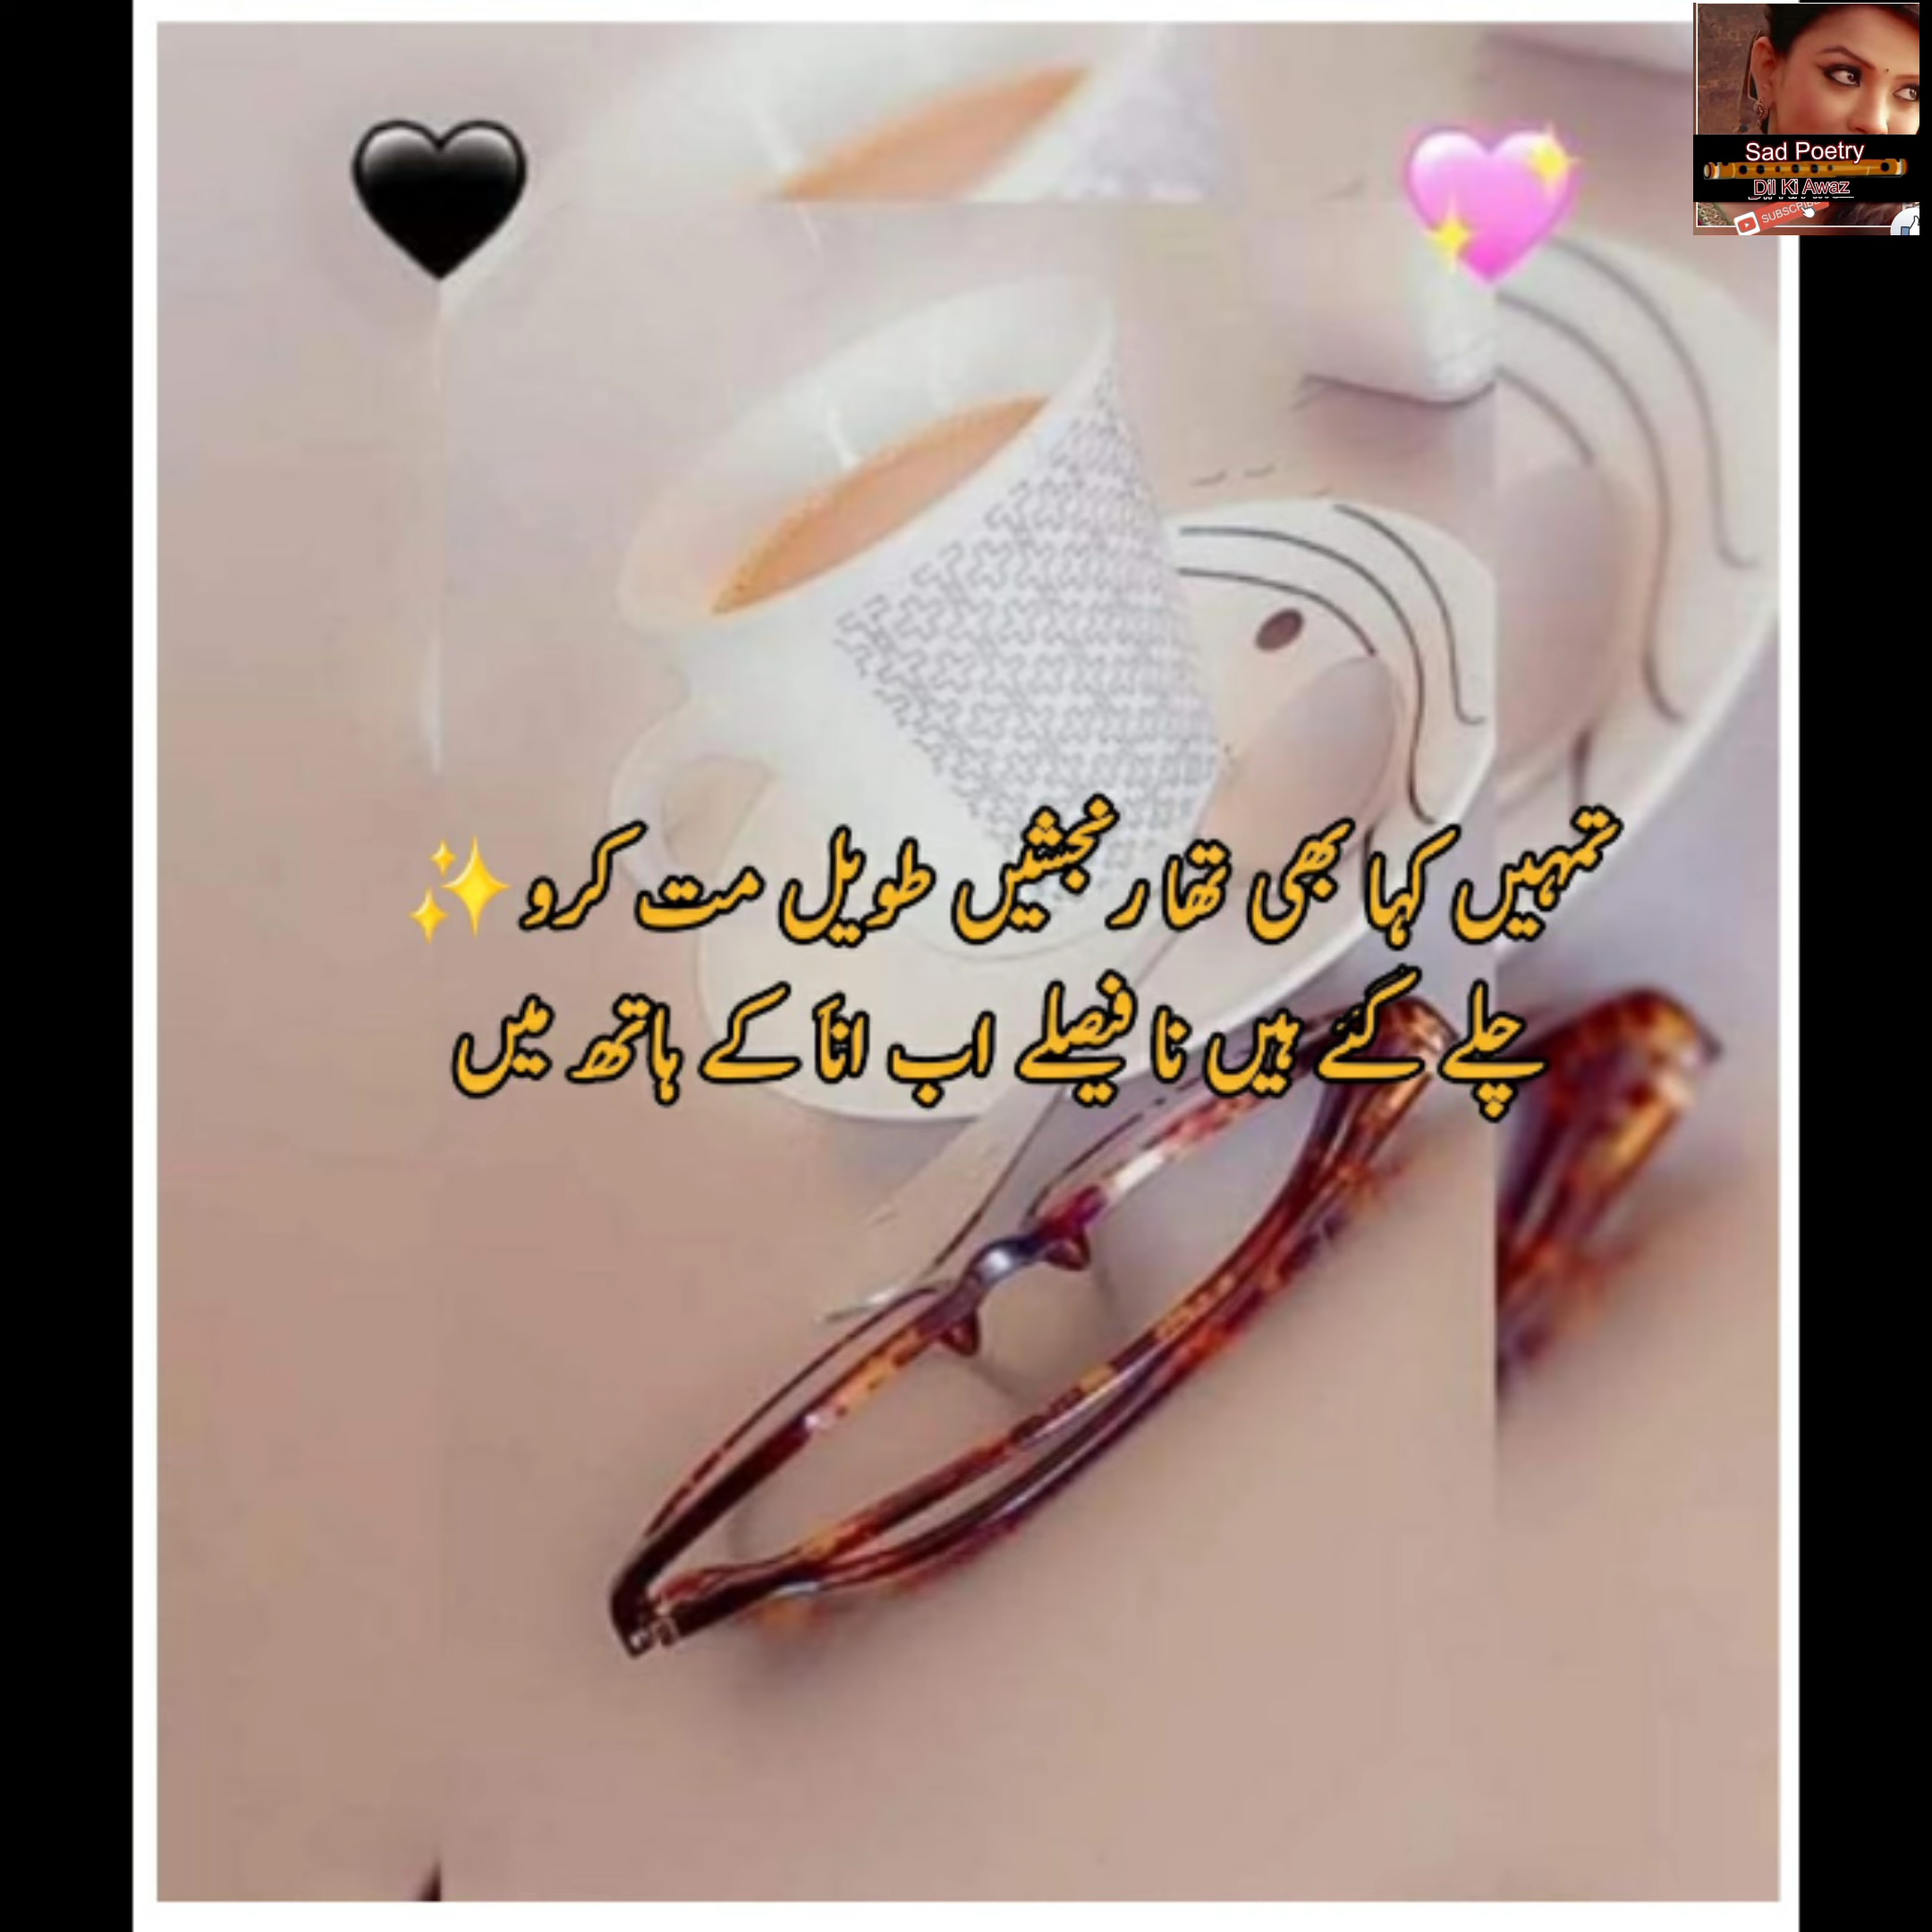 Sad Poetry
Dil Ki Awaz
SUBSCRIBE
تمہیں کہا بھی تھا رنجشیں طویل مت کرو ✨
چلے گئے ہیں نا فیصلے اب اناَ کے ہاتھ میں